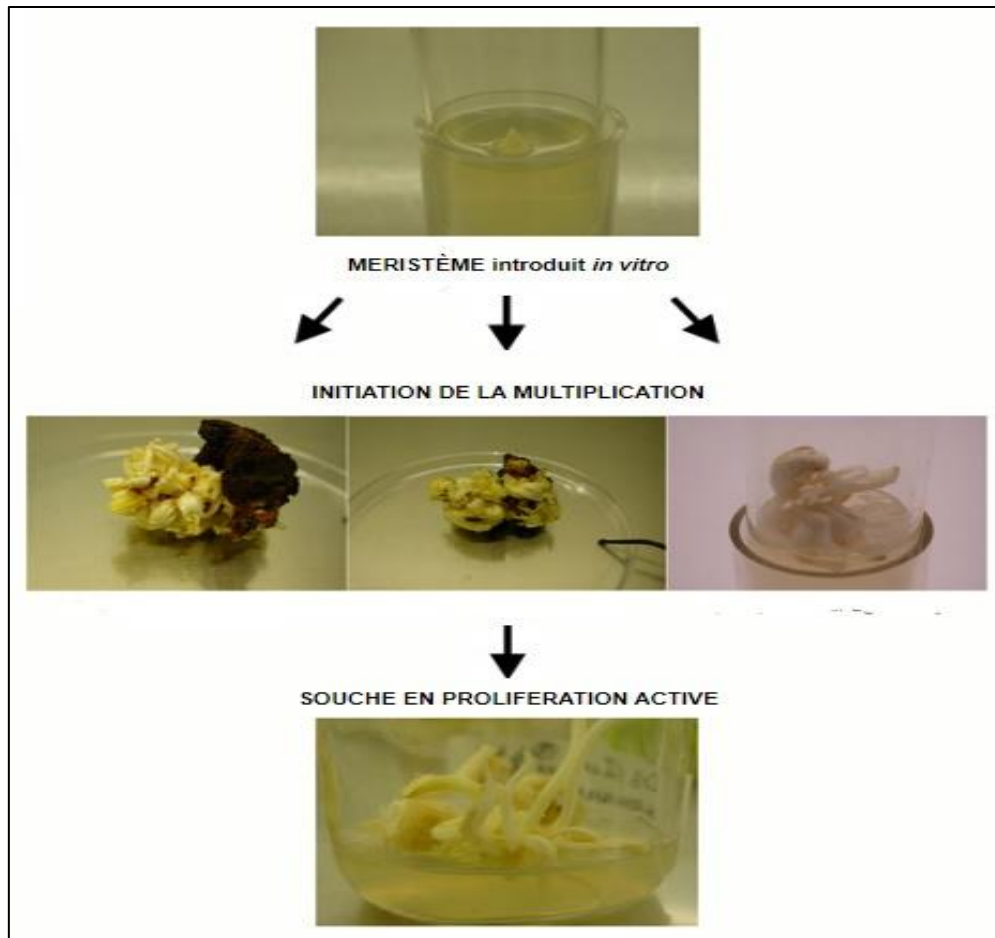 MERISTÈME introduit in vitro
INITIATION DE LA MULTIPLICATION
SOUCHE EN PROLIFERATION ACTIVE